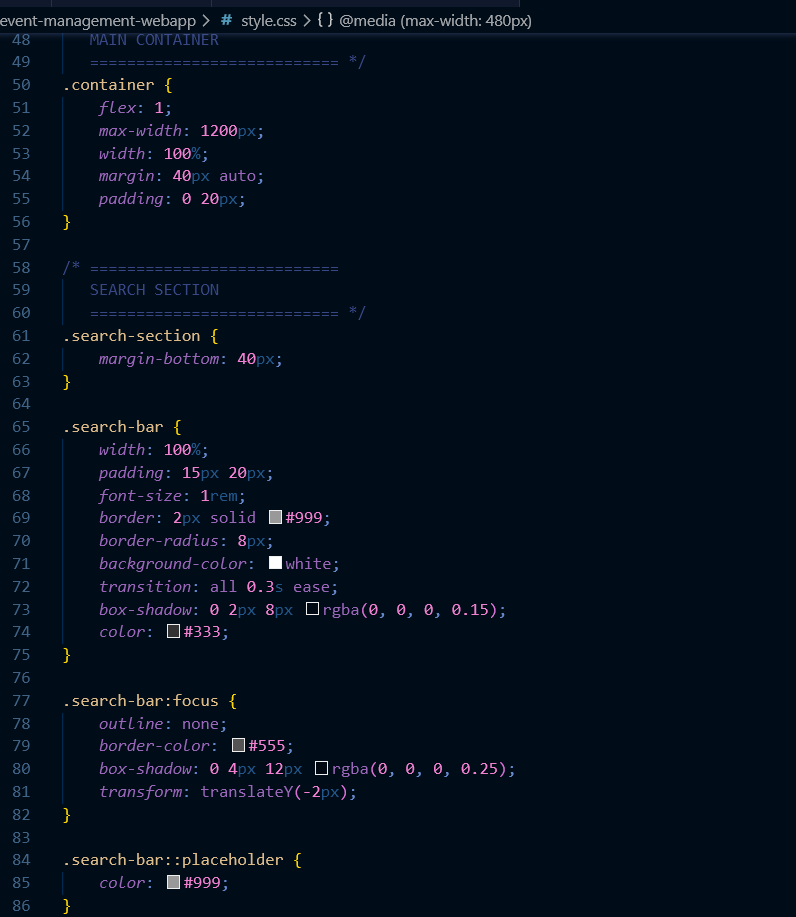 event-management-webapp > # style.css > {} @media (max-width: 480px)
48 MAIN CONTAINER
49 =========================== */
50 .container {
51 flex: 1;
52 max-width: 1200px;
53 width: 100%;
54 margin: 40px auto;
55 padding: 0 20px;
56 }
57
58 /* ===========================
59 SEARCH SECTION
60 =========================== */
61 .search-section {
62 margin-bottom: 40px;
63 }
64
65 .search-bar {
66 width: 100%;
67 padding: 15px 20px;
68 font-size: 1rem;
69 border: 2px solid #999;
70 border-radius: 8px;
71 background-color: white;
72 transition: all 0.3s ease;
73 box-shadow: 0 2px 8px rgba(0, 0, 0, 0.15);
74 color: #333;
75 }
76
77 .search-bar:focus {
78 outline: none;
79 border-color: #555;
80 box-shadow: 0 4px 12px rgba(0, 0, 0, 0.25);
81 transform: translateY(-2px);
82 }
83
84 .search-bar::placeholder {
85 color: #999;
86 }